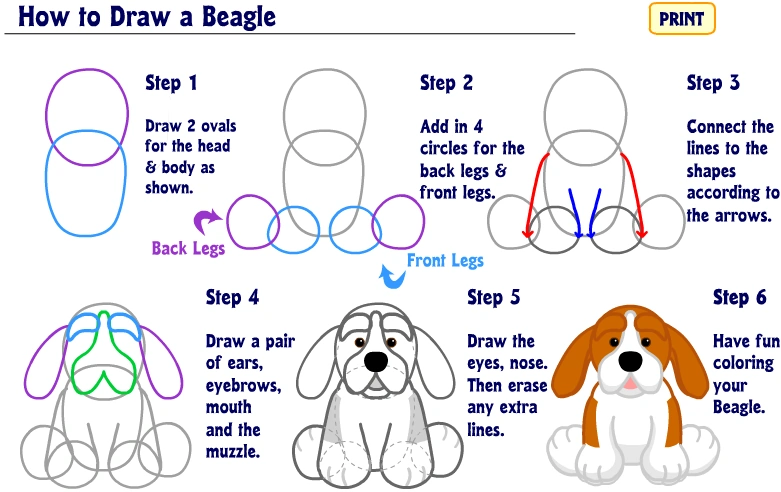 How to Draw a Beagle
PRINT
Step 1
Draw 2 ovals
for the head
& body as
shown.
Step 2
Add in 4
circles for the
back legs &
front legs.
Back Legs
Front Legs
Step 3
Connect the
lines to the
shapes
according to
the arrows.
Step 4
Draw a pair
of ears,
eyebrows,
mouth
and the
muzzle.
Step 5
Draw the
eyes, nose.
Then erase
any extra
lines.
Step 6
Have fun
coloring
your
Beagle.